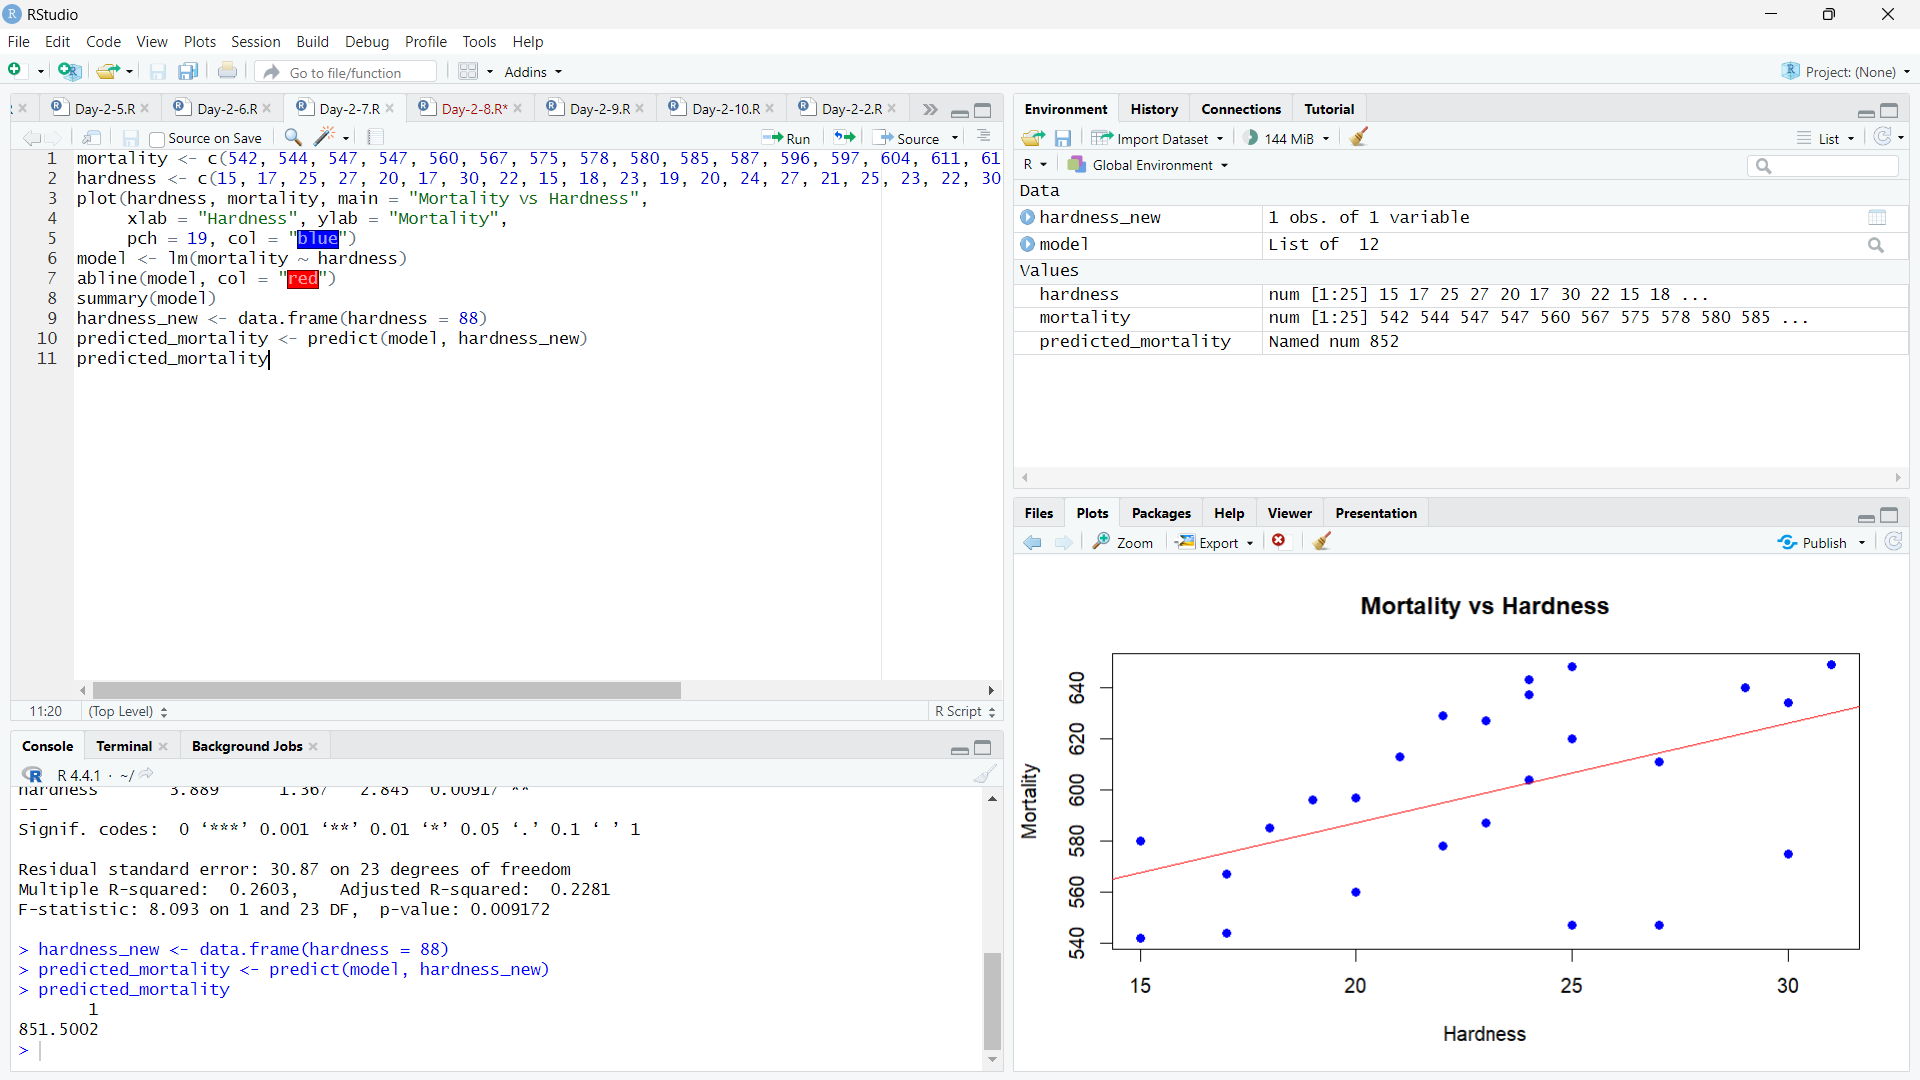 RStudio
File Edit Code View Plots Session Build Debug Profile Tools Help
Go to file/function Addins Project: (None)
Day-2-5.R Day-2-6.R Day-2-7.R Day-2-8.R* Day-2-9.R Day-2-10.R Day-2-2.R
Source on Save Run Source
1 mortality <- c(542, 544, 547, 547, 560, 567, 575, 578, 580, 585, 587, 596, 597, 604, 611, 61
2 hardness <- c(15, 17, 25, 27, 20, 17, 30, 22, 15, 18, 23, 19, 20, 24, 27, 21, 25, 23, 22, 30
3 plot(hardness, mortality, main = "Mortality vs Hardness",
4 xlab = "Hardness", ylab = "Mortality",
5 pch = 19, col = "blue")
6 model <- lm(mortality ~ hardness)
7 abline(model, col = "red")
8 summary(model)
9 hardness_new <- data.frame(hardness = 88)
10 predicted_mortality <- predict(model, hardness_new)
11 predicted_mortality
11:20 (Top Level) R Script
Console Terminal Background Jobs
R 4.4.1 · ~/
hardness 3.889 1.367 2.845 0.00917 **
---
Signif. codes: 0 ‘***’ 0.001 ‘**’ 0.01 ‘*’ 0.05 ‘.’ 0.1 ‘ ’ 1
Residual standard error: 30.87 on 23 degrees of freedom
Multiple R-squared: 0.2603, Adjusted R-squared: 0.2281
F-statistic: 8.093 on 1 and 23 DF, p-value: 0.009172
> hardness_new <- data.frame(hardness = 88)
> predicted_mortality <- predict(model, hardness_new)
> predicted_mortality
1
851.5002
>
Environment History Connections Tutorial
Import Dataset 144 MiB List
R Global Environment
Data
hardness_new 1 obs. of 1 variable
model List of 12
Values
hardness num [1:25] 15 17 25 27 20 17 30 22 15 18 ...
mortality num [1:25] 542 544 547 547 560 567 575 578 580 585 ...
predicted_mortality Named num 852
Files Plots Packages Help Viewer Presentation
Zoom Export Publish
Mortality vs Hardness
Mortality
640
620
600
580
560
540
15 20 25 30
Hardness